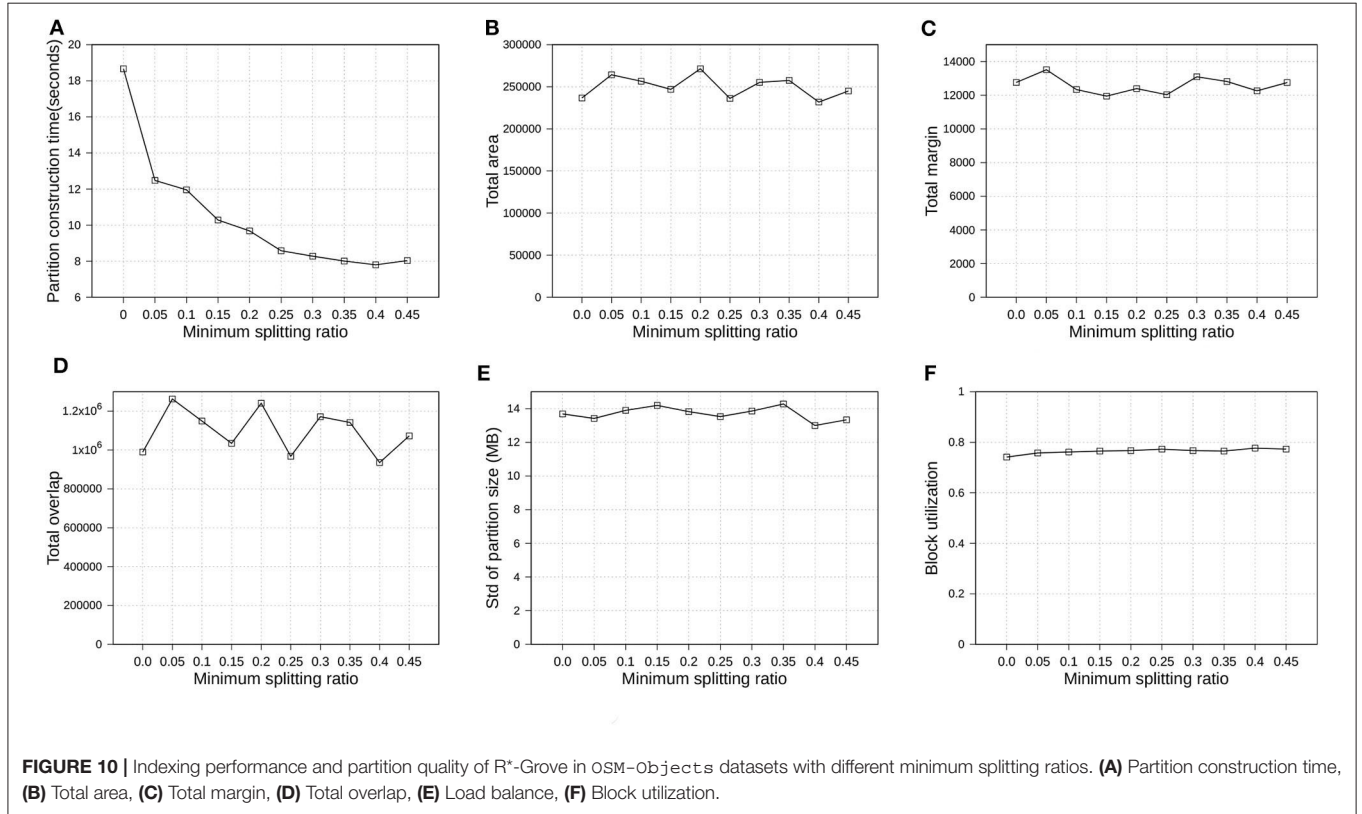 A
Partition construction time(seconds)
20
18
16
14
12
10
8
6
0 0.05 0.1 0.15 0.2 0.25 0.3 0.35 0.4 0.45
Minimum splitting ratio
B
Total area
300000
250000
200000
150000
100000
50000
0
0.0 0.05 0.1 0.15 0.2 0.25 0.3 0.35 0.4 0.45
Minimum splitting ratio
C
Total margin
14000
12000
10000
8000
6000
4000
2000
0
0.0 0.05 0.1 0.15 0.2 0.25 0.3 0.35 0.4 0.45
Minimum splitting ratio
D
Total overlap
1.2x10⁶
1x10⁶
800000
600000
400000
200000
0
0.0 0.05 0.1 0.15 0.2 0.25 0.3 0.35 0.4 0.45
Minimum splitting ratio
E
Std of partition size (MB)
14
12
10
8
6
4
2
0
0.0 0.05 0.1 0.15 0.2 0.25 0.3 0.35 0.4 0.45
Minimum splitting ratio
F
Block utilization
1
0.8
0.6
0.4
0.2
0
0.0 0.05 0.1 0.15 0.2 0.25 0.3 0.35 0.4 0.45
Minimum splitting ratio
FIGURE 10 | Indexing performance and partition quality of R*-Grove in OSM-Objects datasets with different minimum splitting ratios. (A) Partition construction time,
(B) Total area, (C) Total margin, (D) Total overlap, (E) Load balance, (F) Block utilization.